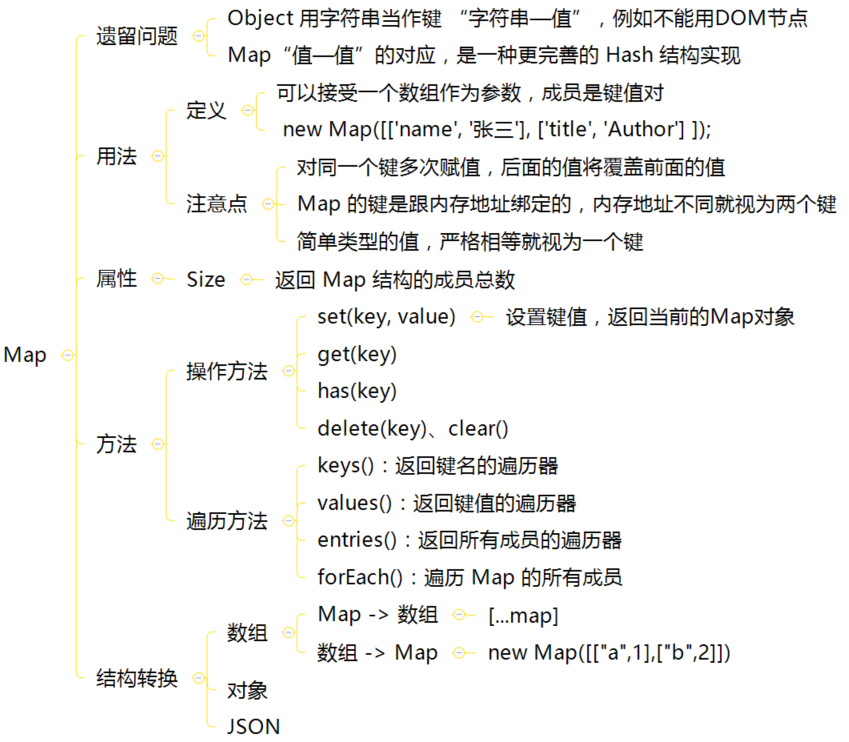 Map
遗留问题
Object 用字符串当作键 “字符串—值”，例如不能用DOM节点
Map“值—值”的对应，是一种更完善的 Hash 结构实现
用法
定义
可以接受一个数组作为参数，成员是键值对
new Map([['name', '张三'], ['title', 'Author'] ]);
注意点
对同一个键多次赋值，后面的值将覆盖前面的值
Map 的键是跟内存地址绑定的，内存地址不同就视为两个键
简单类型的值，严格相等就视为一个键
属性
Size
返回 Map 结构的成员总数
方法
操作方法
set(key, value)
设置键值，返回当前的Map对象
get(key)
has(key)
delete(key)、clear()
遍历方法
keys()：返回键名的遍历器
values()：返回键值的遍历器
entries()：返回所有成员的遍历器
forEach()：遍历 Map 的所有成员
结构转换
数组
Map -> 数组
[...map]
数组 -> Map
new Map([["a",1],["b",2]])
对象
JSON